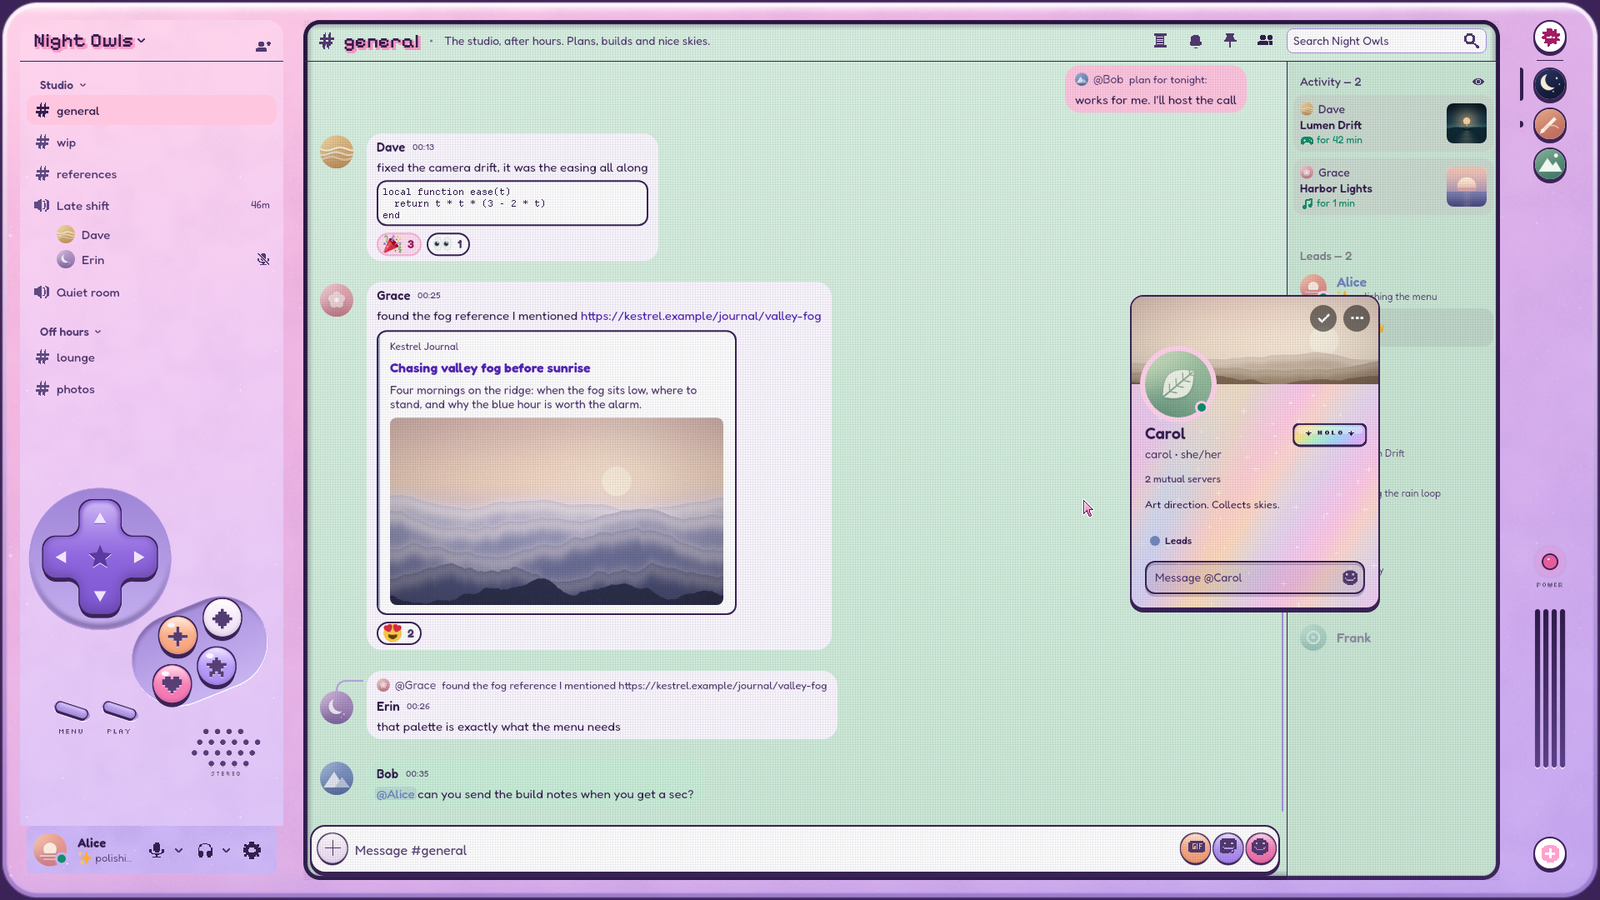 Night Owls
Studio
# general
# wip
# references
Late shift 46m
Dave
Erin
Quiet room
Off hours
# lounge
# photos
MENU PLAY
STEREO
Alice
✨ polishi...
# general · The studio, after hours. Plans, builds and nice skies.
Search Night Owls
@Bob plan for tonight:
works for me. I'll host the call
Dave 00:13
fixed the camera drift, it was the easing all along
local function ease(t)
return t * t * (3 - 2 * t)
end
🎉 3 👀 1
Grace 00:25
found the fog reference I mentioned https://kestrel.example/journal/valley-fog
Kestrel Journal
Chasing valley fog before sunrise
Four mornings on the ridge: when the fog sits low, where to
stand, and why the blue hour is worth the alarm.
😍 2
@Grace found the fog reference I mentioned https://kestrel.example/journal/valley-fog
Erin 00:26
that palette is exactly what the menu needs
Bob 00:35
@Alice can you send the build notes when you get a sec?
Message #general
GIF
Activity — 2
Dave
Lumen Drift
for 42 min
Grace
Harbor Lights
for 1 min
Leads — 2
Alice
shing the menu
Carol
HOLO
carol • she/her
2 mutual servers
Art direction. Collects skies.
Leads
Message @Carol
Drift
the rain loop
Frank
POWER